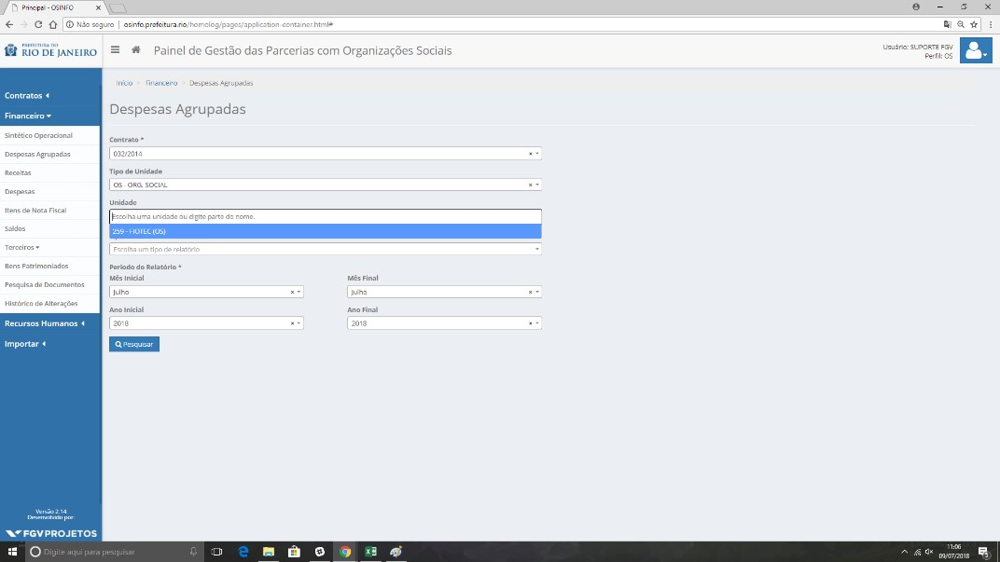 Principal - OSINFO
Não seguro | osinfo.prefeitura.rio/homolog/pages/application-container.html#
PREFEITURA DO
RIO DE JANEIRO
Painel de Gestão das Parcerias com Organizações Sociais
Usuário: SUPORTE FGV
Perfil: OS
Contratos
Financeiro
Sintético Operacional
Despesas Agrupadas
Receitas
Despesas
Itens de Nota Fiscal
Saldos
Terceiros
Bens Patrimoniados
Pesquisa de Documentos
Histórico de Alterações
Recursos Humanos
Importar
Versão 2.14
Desenvolvido por:
FGV PROJETOS
Início > Financeiro > Despesas Agrupadas
Despesas Agrupadas
Contrato *
032/2014
Tipo de Unidade
OS - ORG. SOCIAL
Unidade
Escolha uma unidade ou digite parte do nome.
259 - FIOTEC (OS)
Escolha um tipo de relatório
Período do Relatório *
Mês Inicial Mês Final
Julho Julho
Ano Inicial Ano Final
2018 2018
Pesquisar
Digite aqui para pesquisar
11:06
09/07/2018